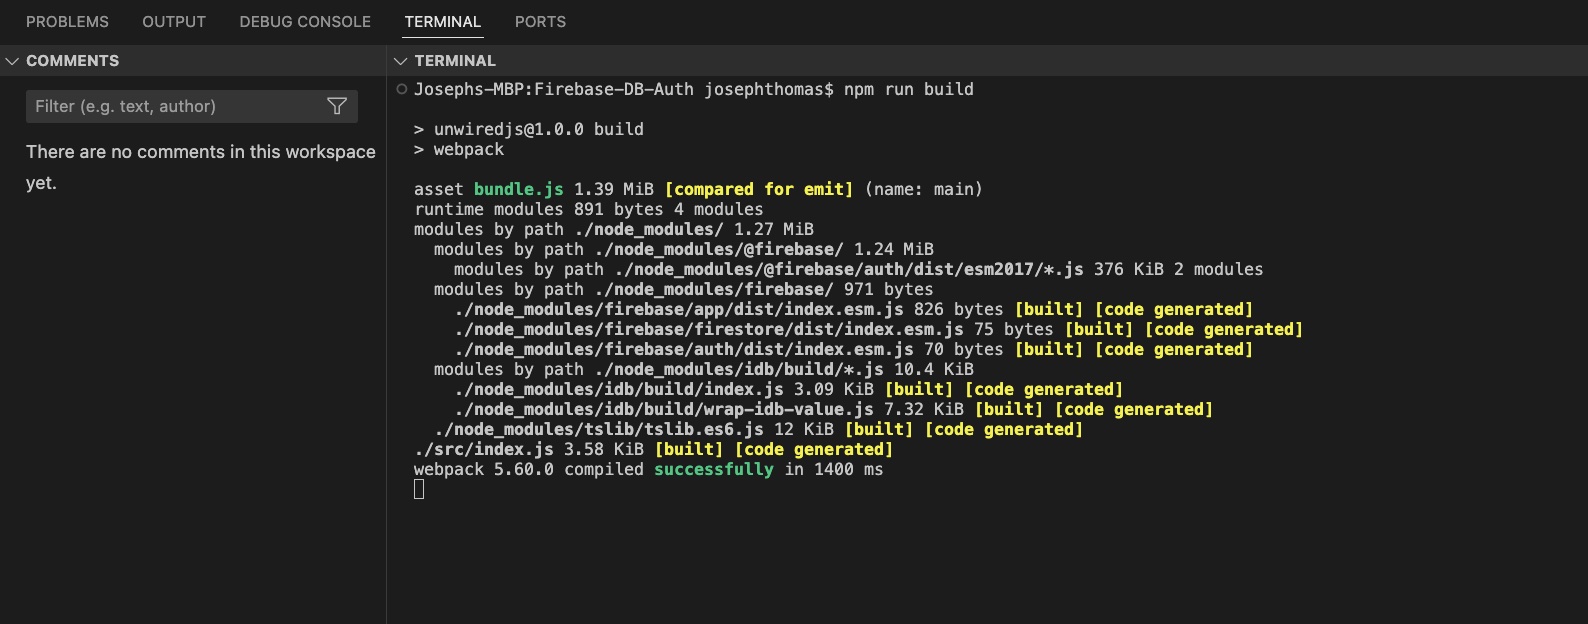 PROBLEMS OUTPUT DEBUG CONSOLE TERMINAL PORTS
COMMENTS
Filter (e.g. text, author)
There are no comments in this workspace
yet.
TERMINAL
Josephs-MBP:Firebase-DB-Auth josephthomas$ npm run build
> unwiredjs@1.0.0 build
> webpack
asset bundle.js 1.39 MiB [compared for emit] (name: main)
runtime modules 891 bytes 4 modules
modules by path ./node_modules/ 1.27 MiB
modules by path ./node_modules/@firebase/ 1.24 MiB
modules by path ./node_modules/@firebase/auth/dist/esm2017/*.js 376 KiB 2 modules
modules by path ./node_modules/firebase/ 971 bytes
./node_modules/firebase/app/dist/index.esm.js 826 bytes [built] [code generated]
./node_modules/firebase/firestore/dist/index.esm.js 75 bytes [built] [code generated]
./node_modules/firebase/auth/dist/index.esm.js 70 bytes [built] [code generated]
modules by path ./node_modules/idb/build/*.js 10.4 KiB
./node_modules/idb/build/index.js 3.09 KiB [built] [code generated]
./node_modules/idb/build/wrap-idb-value.js 7.32 KiB [built] [code generated]
./node_modules/tslib/tslib.es6.js 12 KiB [built] [code generated]
./src/index.js 3.58 KiB [built] [code generated]
webpack 5.60.0 compiled successfully in 1400 ms